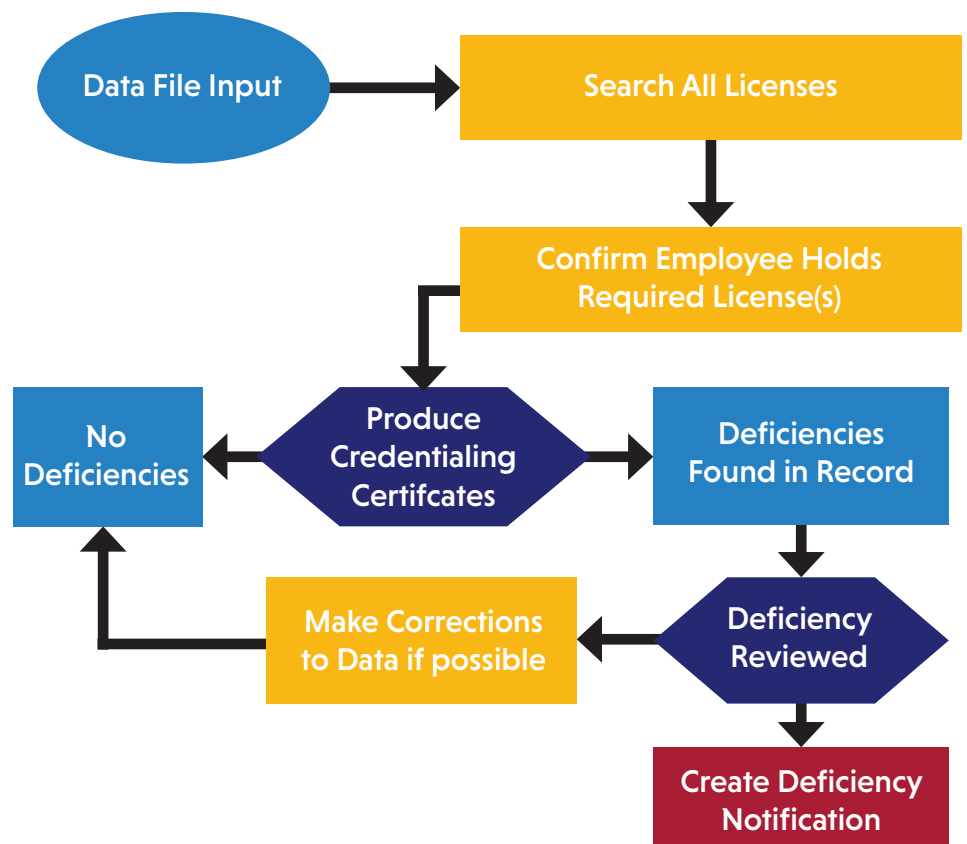 Data File Input
Search All Licenses
Confirm Employee Holds
Required License(s)
No
Deficiencies
Produce
Credentialing
Certifcates
Deficiencies
Found in Record
Make Corrections
to Data if possible
Deficiency
Reviewed
Create Deficiency
Notification